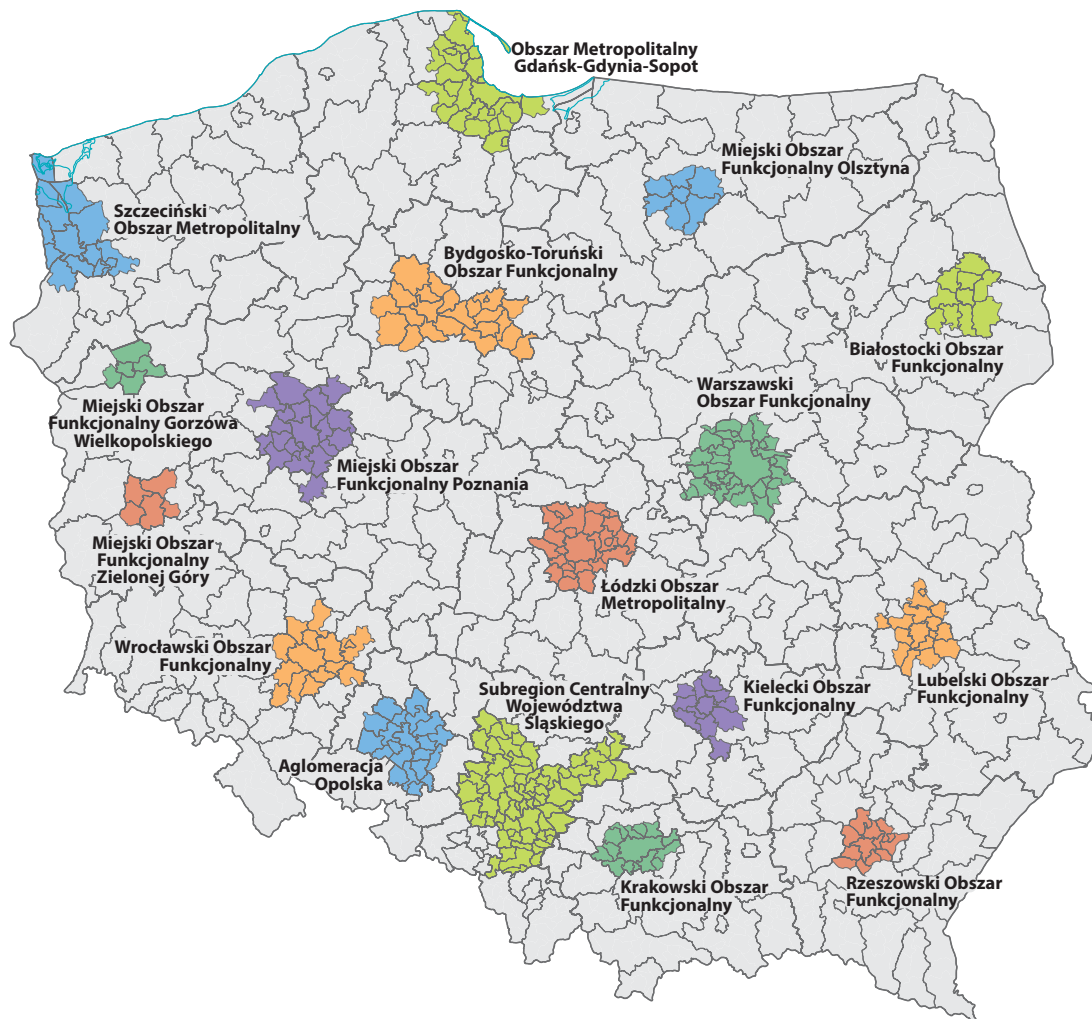 Obszar Metropolitalny
Gdańsk-Gdynia-Sopot
Miejski Obszar
Funkcjonalny Olsztyna
Szczeciński
Obszar Metropolitalny
Bydgosko-Toruński
Obszar Funkcjonalny
Białostocki Obszar
Funkcjonalny
Warszawski
Obszar Funkcjonalny
Miejski Obszar
Funkcjonalny Gorzowa
Wielkopolskiego
Miejski Obszar
Funkcjonalny Poznania
Miejski Obszar
Funkcjonalny
Zielonej Góry
Łódzki Obszar
Metropolitalny
Wrocławski Obszar
Funkcjonalny
Lubelski Obszar
Funkcjonalny
Subregion Centralny
Województwa
Śląskiego
Kielecki Obszar
Funkcjonalny
Aglomeracja
Opolska
Krakowski Obszar
Funkcjonalny
Rzeszowski Obszar
Funkcjonalny